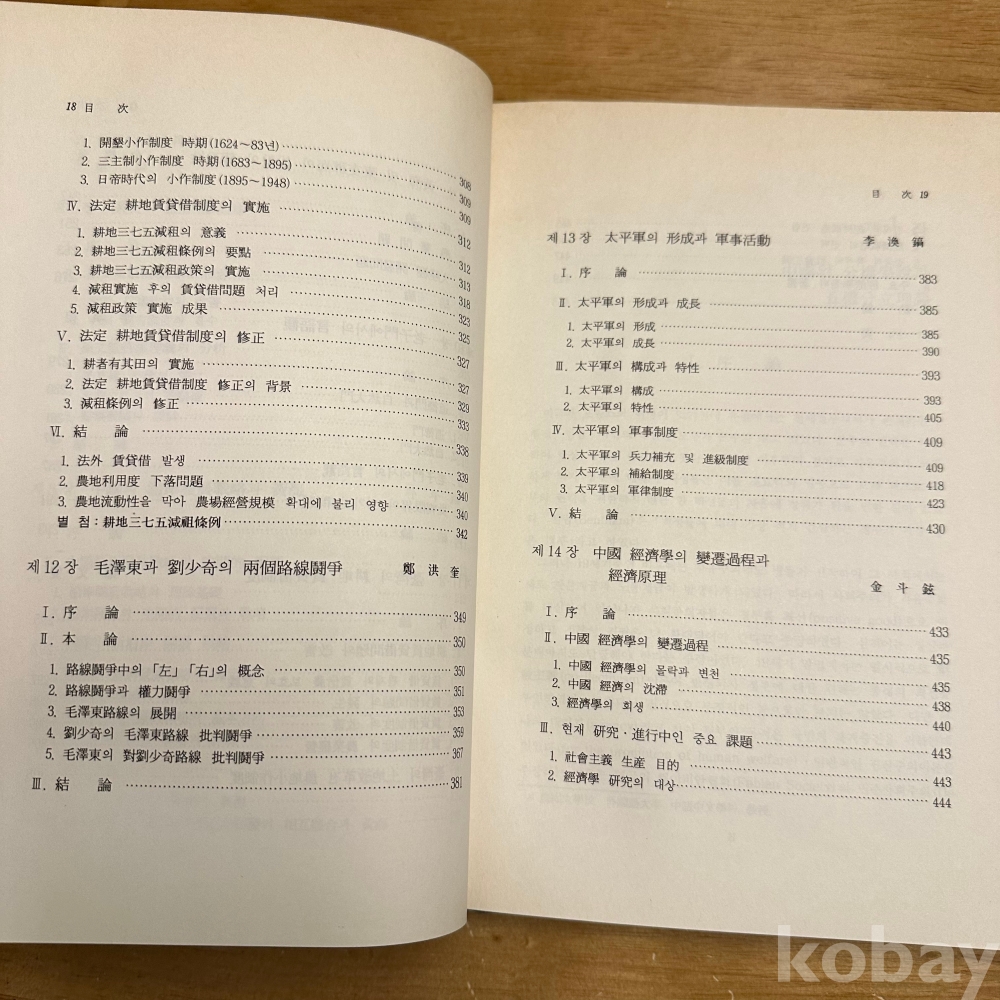 18 目 次
1. 開墾小作制度 時期(1624~83년) 308
2. 三主制小作制度 時期(1683~1895) 309
3. 日帝時代의 小作制度(1895~1948) 309
Ⅳ. 法定 耕地賃貸借制度의 實施 312
1. 耕地三七五減租의 意義 312
2. 耕地三七五減租條例의 要點 313
3. 耕地三七五減租政策의 實施 318
4. 減租實施 후의 賃貸借問題 처리 323
5. 減租政策 實施 成果 325
Ⅴ. 法定 耕地賃貸借制度의 修正 327
1. 耕者有其田의 實施 327
2. 法定 耕地賃貸借制度 修正의 背景 329
3. 減租條例의 修正 333
Ⅵ. 結 論 338
1. 法外 賃貸借 발생 339
2. 農地利用度 下落問題 340
3. 農地流動性을 막아 農場經營規模 확대에 불리 영향 340
별 첨 : 耕地三七五減祖條例 342
제 12 장 毛澤東과 劉少奇의 兩個路線鬪爭 鄭 洪 奎
Ⅰ. 序 論 349
Ⅱ. 本 論 350
1. 路線鬪爭中의「左」「右」의 概念 350
2. 路線鬪爭과 權力鬪爭 351
3. 毛澤東路線의 展開 353
4. 劉少奇의 毛澤東路線 批判鬪爭 359
5. 毛澤東의 對劉少奇路線 批判鬪爭 367
Ⅲ. 結 論 381
目 次 19
제 13 장 太平軍의 形成과 軍事活動 李 煥 鎬
Ⅰ. 序 論 383
Ⅱ. 太平軍의 形成과 成長 385
1. 太平軍의 形成 385
2. 太平軍의 成長 390
Ⅲ. 太平軍의 構成과 特性 393
1. 太平軍의 構成 393
2. 太平軍의 特性 405
Ⅳ. 太平軍의 軍事制度 409
1. 太平軍의 兵力補充 및 進級制度 409
2. 太平軍의 補給制度 418
3. 太平軍의 軍律制度 423
Ⅴ. 結 論 430
제 14 장 中國 經濟學의 變遷過程과
經濟原理 金 斗 鉉
Ⅰ. 序 論 433
Ⅱ. 中國 經濟學의 變遷過程 435
1. 中國 經濟學의 몰락과 변천 435
2. 中國 經濟의 沈滯 438
3. 經濟學의 회생 440
Ⅲ. 현재 研究·進行中인 중요 課題 443
1. 社會主義 生産 目的 443
2. 經濟學 研究의 대상 444
kobay